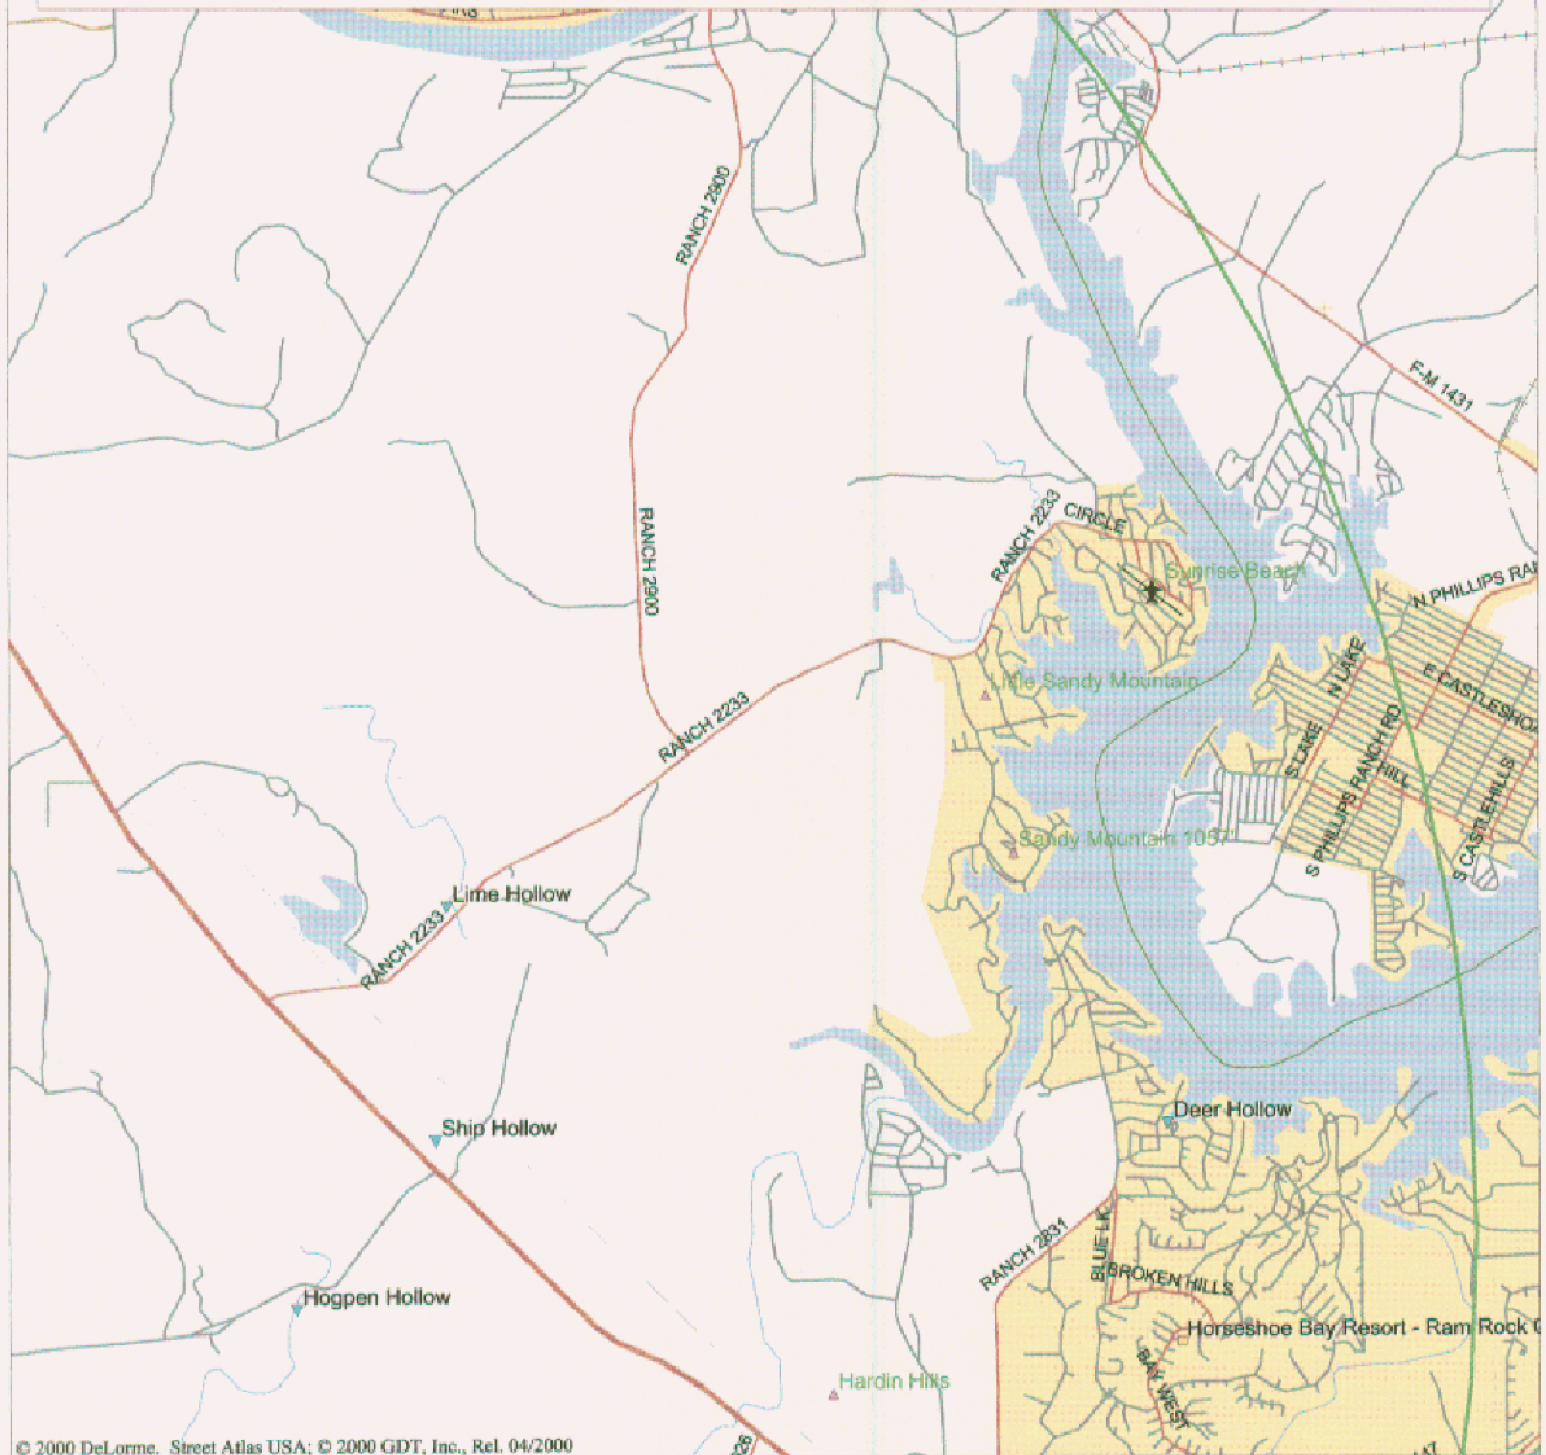 RANCH 2900
F-M 1431
RANCH 2233
CIRCLE
RANCH 2900
Sunrise Beach
N PHILLIPS RAN
N LAKE
E CASTLESHO
Little Sandy Mountain
RANCH 2233
S LAKE
S PHILLIPS RANCH RD
HILL
S CASTLEHILLS
Sandy Mountain 1057'
Lime Hollow
RANCH 2233
Deer Hollow
Ship Hollow
RANCH 2831
BLUE LK
BROKEN HILLS
Hogpen Hollow
Horseshoe Bay Resort - Ram Rock
BAY WEST
Hardin Hills
© 2000 DeLorme. Street Atlas USA; © 2000 GDT, Inc., Rel. 04/2000